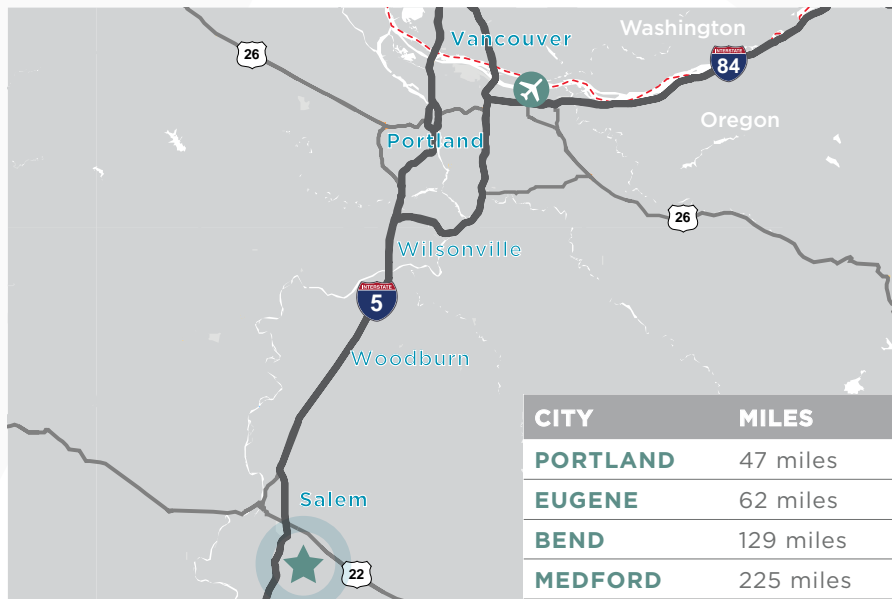 Vancouver
Washington
26
INTERSTATE
84
Oregon
Portland
26
Wilsonville
INTERSTATE
5
Woodburn
CITY MILES
PORTLAND 47 miles
EUGENE 62 miles
BEND 129 miles
MEDFORD 225 miles
Salem
22